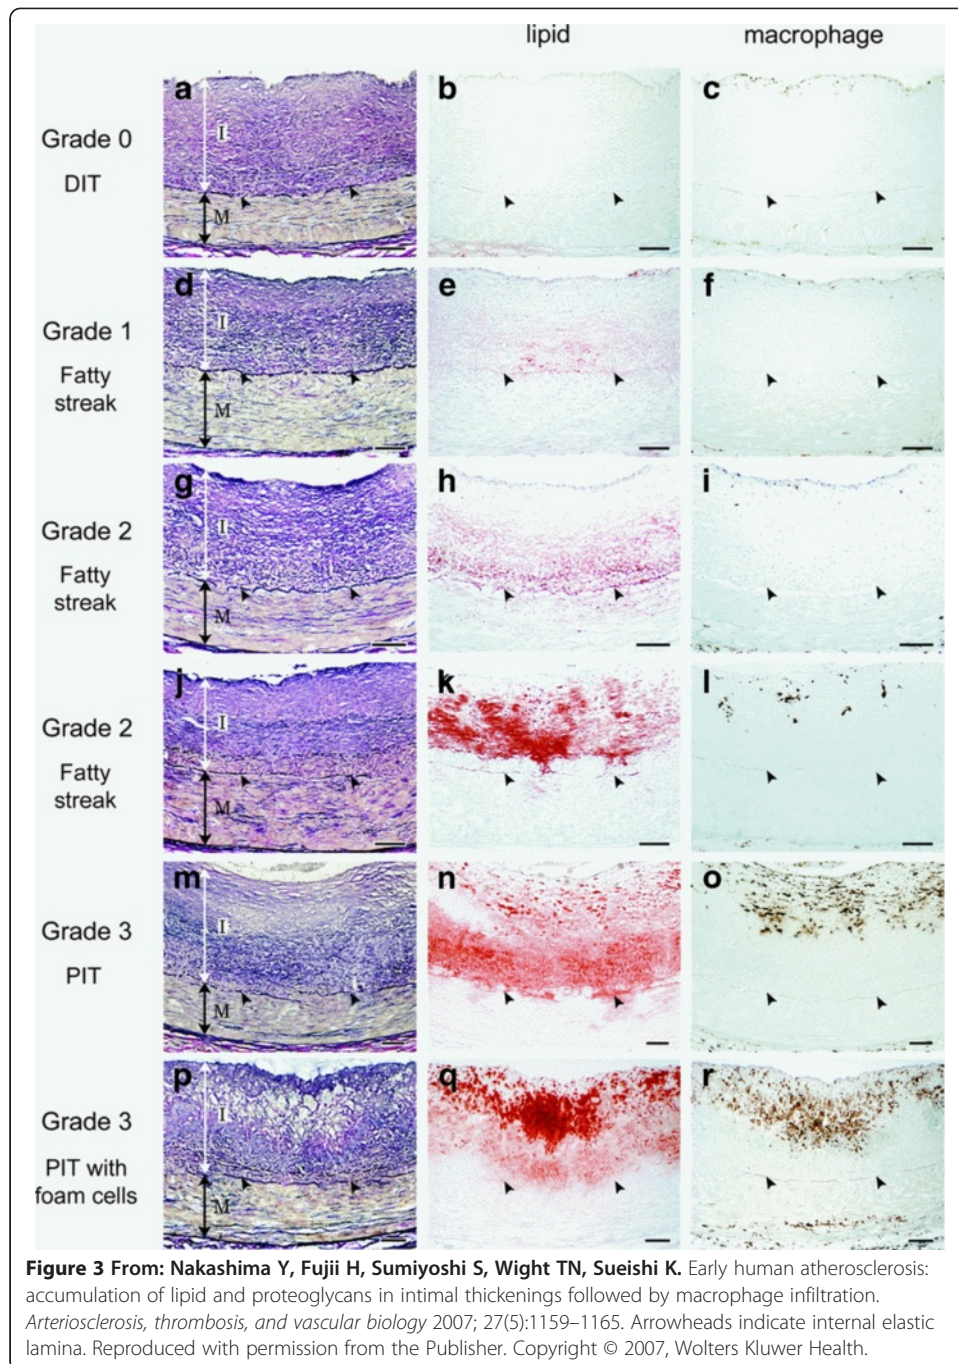 lipid macrophage
a b c
Grade 0
DIT
I
M
d e f
Grade 1
Fatty
streak
I
M
g h i
Grade 2
Fatty
streak
I
M
j k l
Grade 2
Fatty
streak
I
M
m n o
Grade 3
PIT
I
M
p q r
Grade 3
PIT with
foam cells
I
M
Figure 3 From: Nakashima Y, Fujii H, Sumiyoshi S, Wight TN, Sueishi K. Early human atherosclerosis:
accumulation of lipid and proteoglycans in intimal thickenings followed by macrophage infiltration.
Arteriosclerosis, thrombosis, and vascular biology 2007; 27(5):1159–1165. Arrowheads indicate internal elastic
lamina. Reproduced with permission from the Publisher. Copyright © 2007, Wolters Kluwer Health.